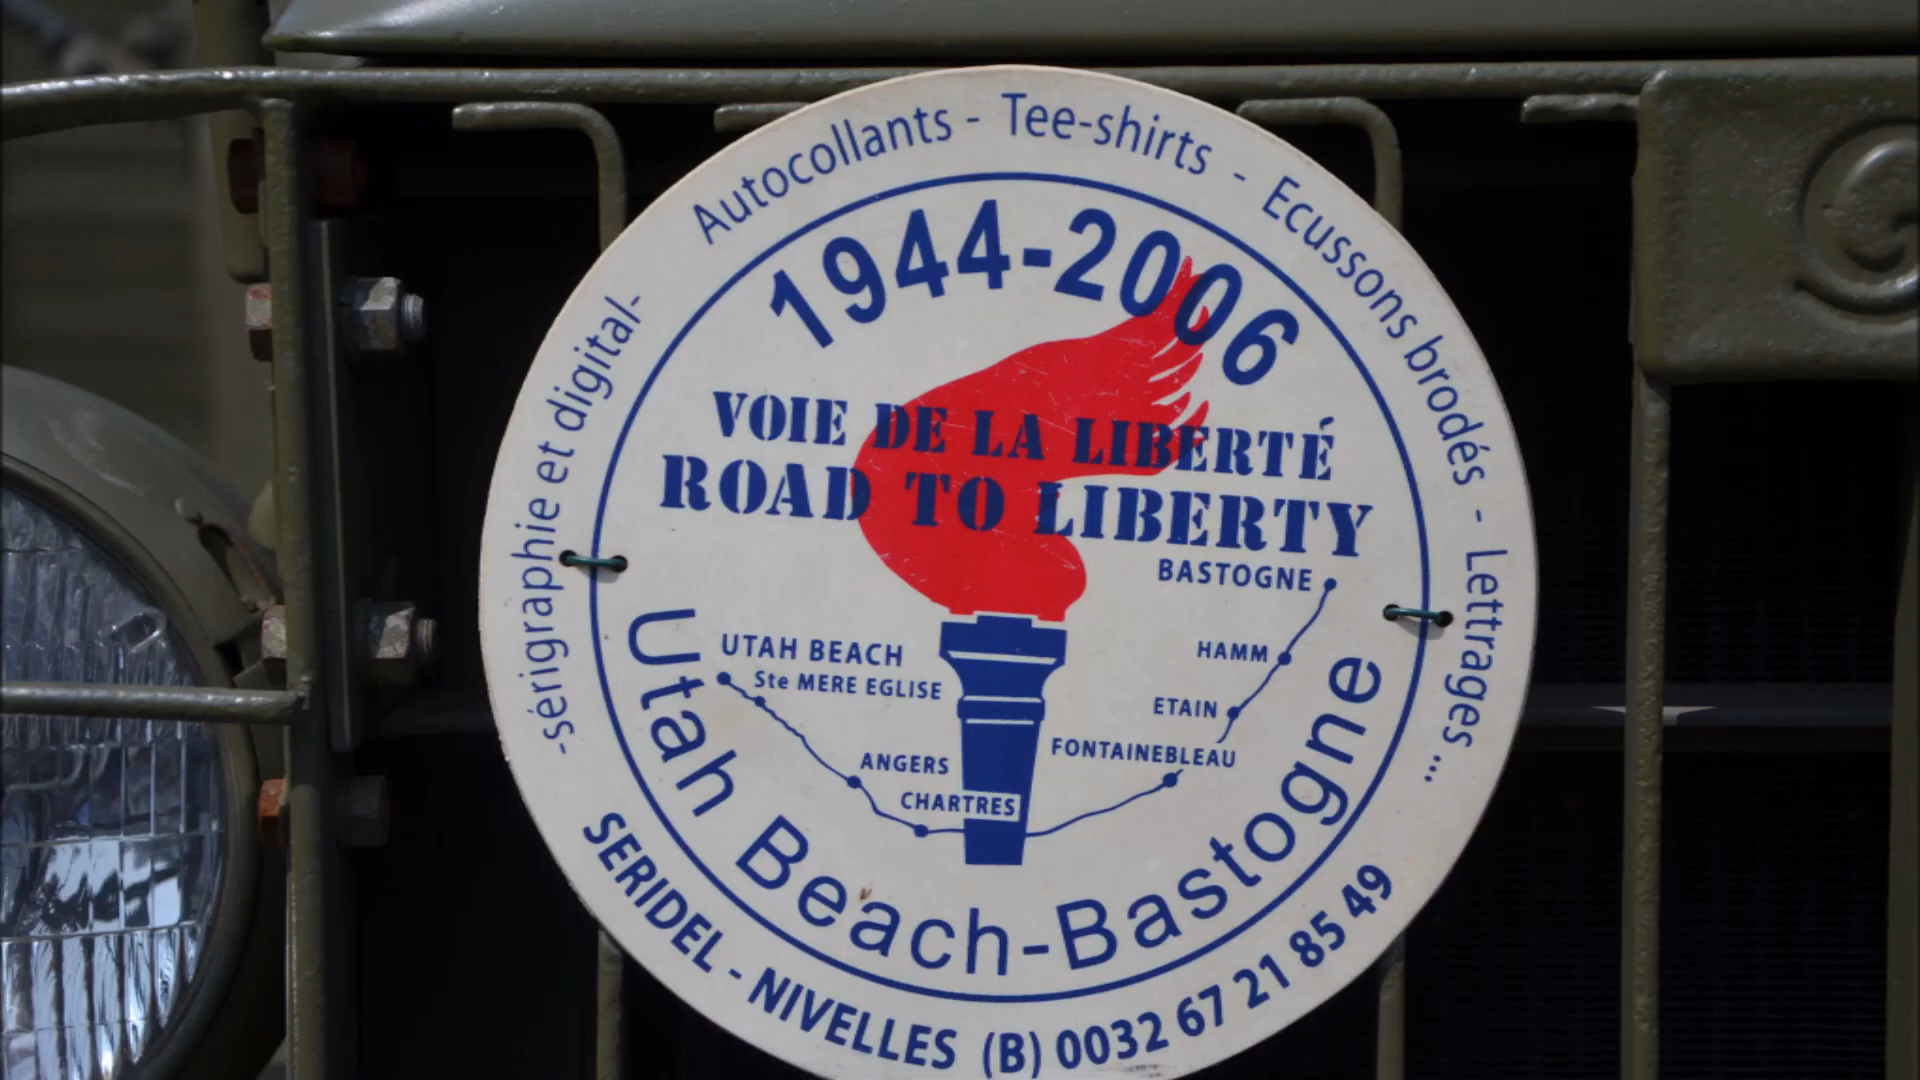 -sérigraphie et digital-
Autocollants - Tee-shirts - Ecussons brodés - Lettrages ...
1944-2006
VOIE DE LA LIBERTÉ
ROAD TO LIBERTY
BASTOGNE
HAMM
UTAH BEACH
Ste MERE EGLISE
ETAIN
FONTAINEBLEAU
ANGERS
CHARTRES
Utah Beach-Bastogne
SERIDEL - NIVELLES (B) 0032 67 21 85 49